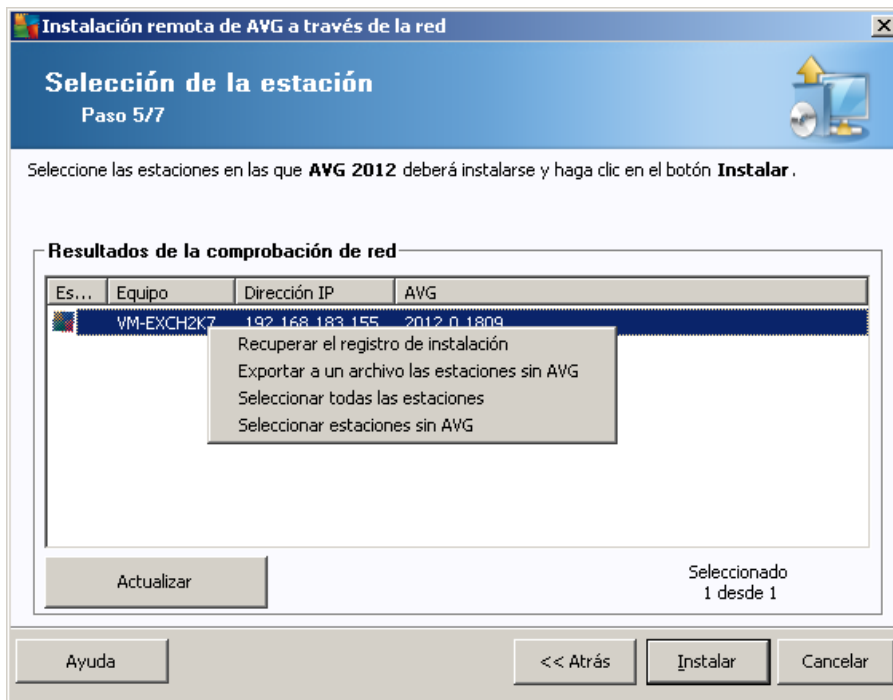 Instalación remota de AVG a través de la red
Selección de la estación
Paso 5/7
Seleccione las estaciones en las que AVG 2012 deberá instalarse y haga clic en el botón Instalar.
Resultados de la comprobación de red
Es... Equipo Dirección IP AVG
VM-EXCH2K7 192.168.183.155 2012.0.1809
Recuperar el registro de instalación
Exportar a un archivo las estaciones sin AVG
Seleccionar todas las estaciones
Seleccionar estaciones sin AVG
Actualizar
Seleccionado
1 desde 1
Ayuda << Atrás Instalar Cancelar